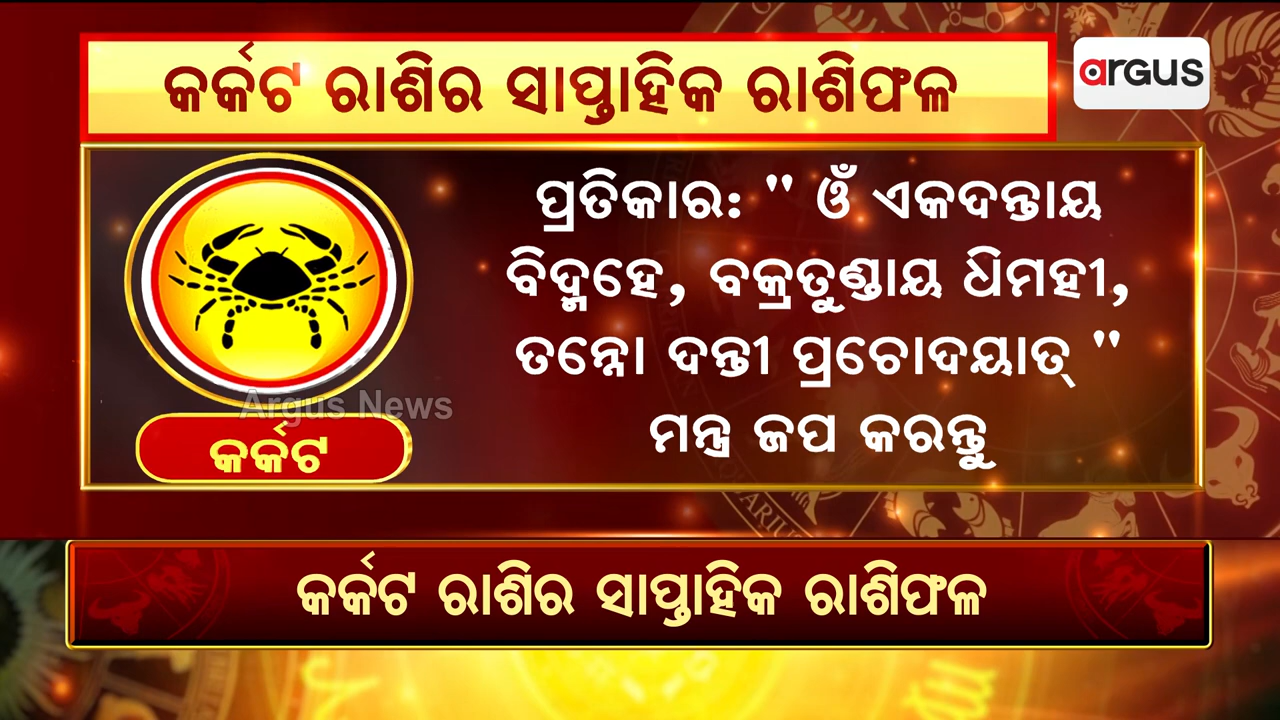 କର୍କଟ ରାଶିର ସାପ୍ତାହିକ ରାଶିଫଳ
argus
ପ୍ରତିକାର: " ଓଁ ଏକଦନ୍ତାୟ
ବିଦ୍ମହେ, ବକ୍ରତୁଣ୍ଡାୟ ଧିମହୀ,
ତନ୍ନୋ ଦନ୍ତୀ ପ୍ରଚୋଦୟାତ୍ "
ମନ୍ତ୍ର ଜପ କରନ୍ତୁ
Argus News
କର୍କଟ
କର୍କଟ ରାଶିର ସାପ୍ତାହିକ ରାଶିଫଳ